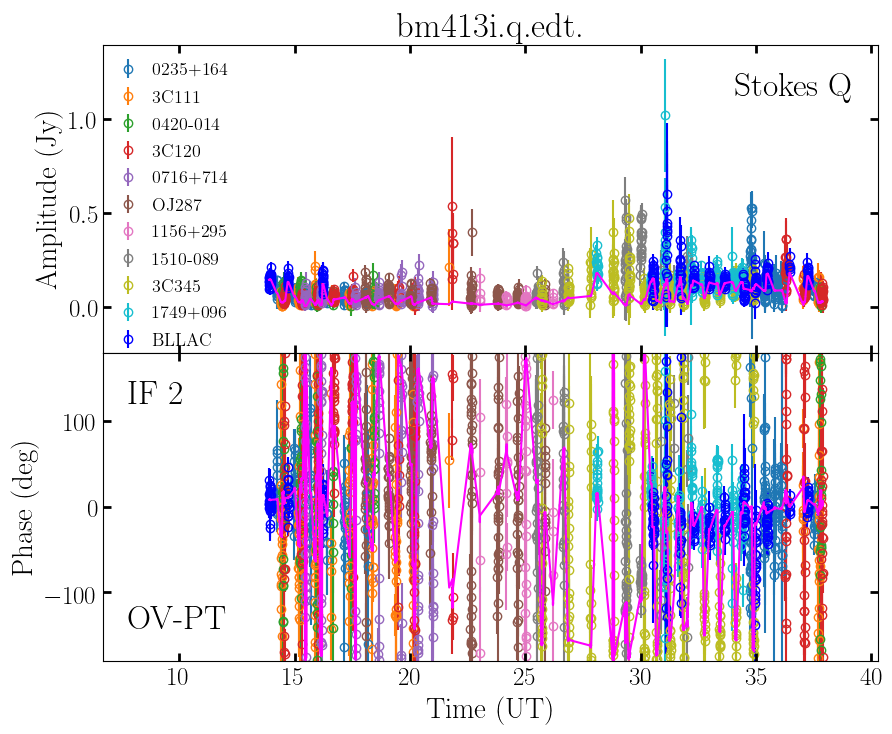 bm413i.q.edt.
Stokes Q
0235+164
3C111
0420-014
3C120
0716+714
OJ287
1156+295
1510-089
3C345
1749+096
BLLAC
Amplitude (Jy)
1.0
0.5
0.0
IF 2
OV-PT
Phase (deg)
100
0
−100
10 15 20 25 30 35 40
Time (UT)